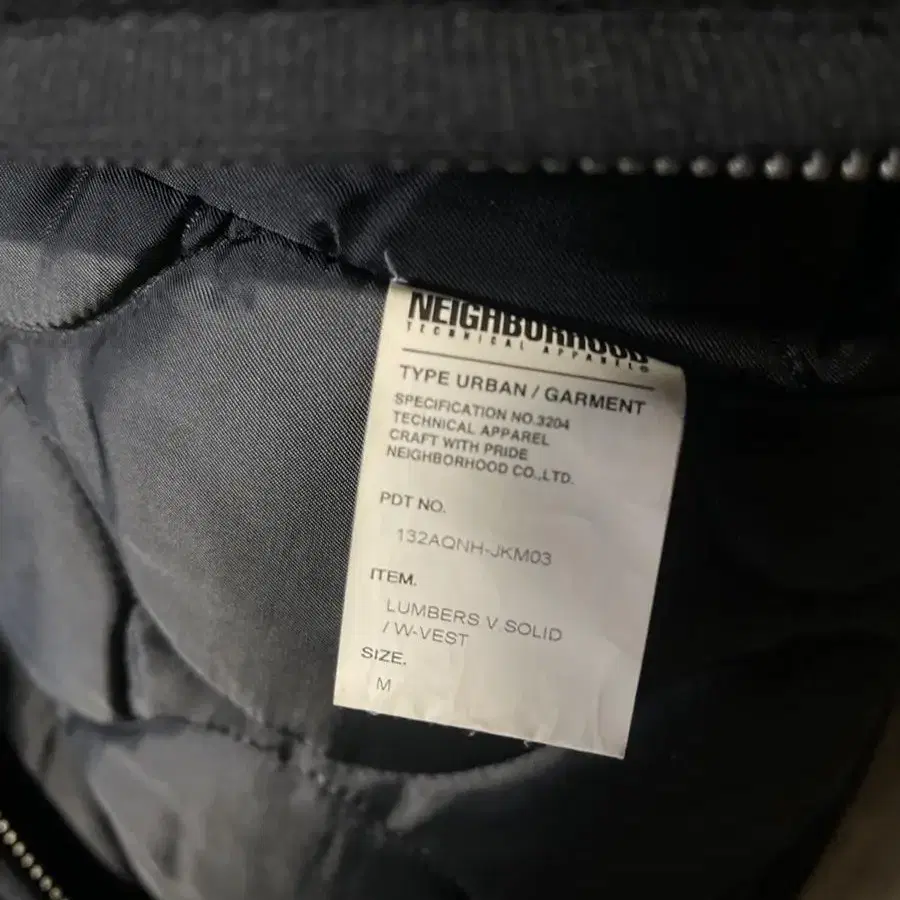 NEIGHBORHOOD
TECHNICAL APPAREL®
TYPE URBAN / GARMENT
SPECIFICATION NO.3204
TECHNICAL APPAREL
CRAFT WITH PRIDE
NEIGHBORHOOD CO.,LTD.
PDT NO.
132AQNH-JKM03
ITEM.
LUMBERS V SOLID
/ W-VEST
SIZE.
M